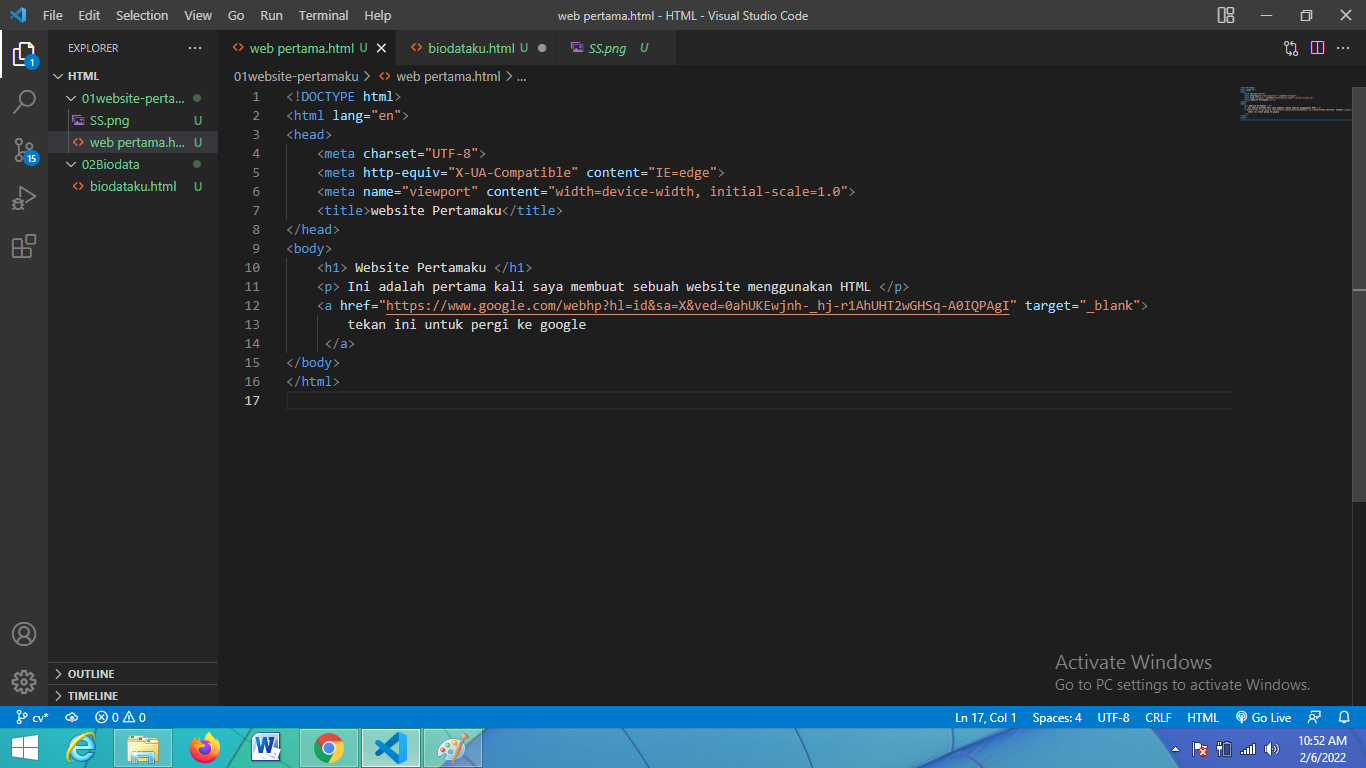 File Edit Selection View Go Run Terminal Help
web pertama.html - HTML - Visual Studio Code
EXPLORER
HTML
01website-perta...
SS.png U
web pertama.h... U
02Biodata
biodataku.html U
OUTLINE
TIMELINE
1
15
web pertama.html U
biodataku.html U
SS.png U
01website-pertamaku > web pertama.html > ...
1 <!DOCTYPE html>
2 <html lang="en">
3 <head>
4 <meta charset="UTF-8">
5 <meta http-equiv="X-UA-Compatible" content="IE=edge">
6 <meta name="viewport" content="width=device-width, initial-scale=1.0">
7 <title>website Pertamaku</title>
8 </head>
9 <body>
10 <h1> Website Pertamaku </h1>
11 <p> Ini adalah pertama kali saya membuat sebuah website menggunakan HTML </p>
12 <a href="https://www.google.com/webhp?hl=id&sa=X&ved=0ahUKEwjnh-_hj-r1AhUHT2wGHSq-A0IQPAgI" target="_blank">
13 tekan ini untuk pergi ke google
14 </a>
15 </body>
16 </html>
17
Activate Windows
Go to PC settings to activate Windows.
cv* 0 0
Ln 17, Col 1 Spaces: 4 UTF-8 CRLF HTML Go Live
10:52 AM
2/6/2022